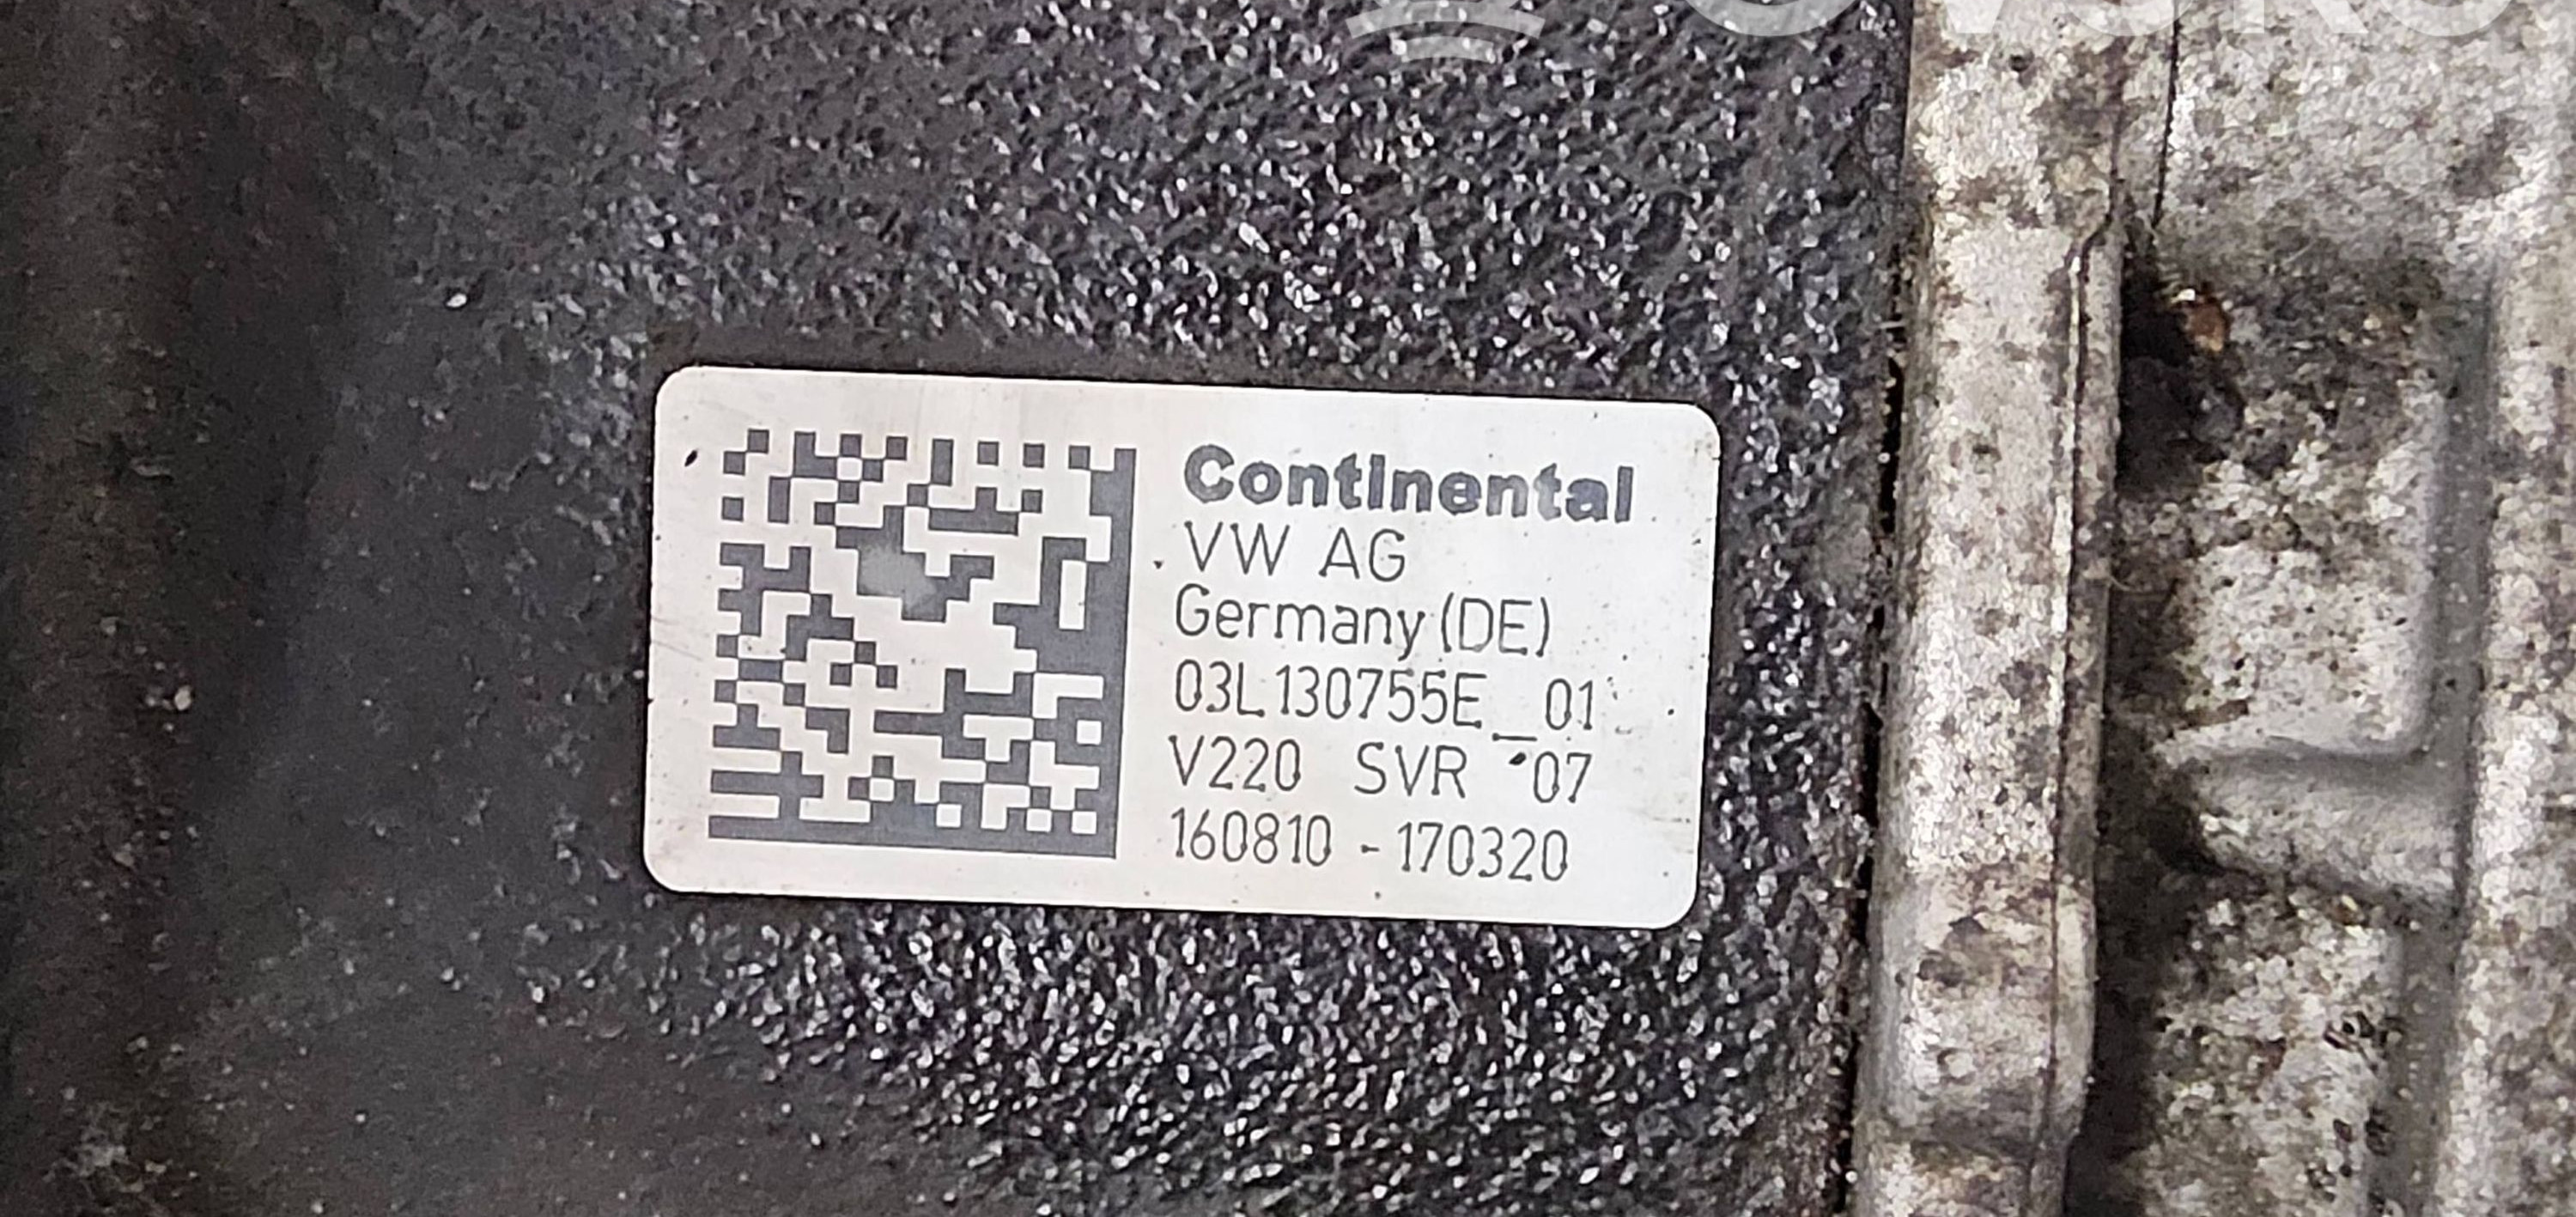 Continental
VW AG
Germany (DE)
03L130755E_01
V220 SVR 07
160810 - 170320